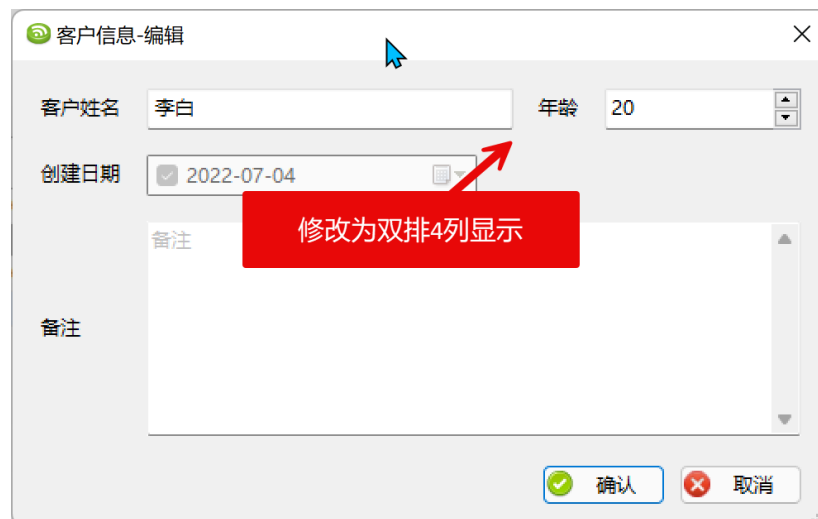 客户信息-编辑
客户姓名 李白 年龄 20
创建日期 2022-07-04
修改为双排4列显示
备注
备注
确认 取消